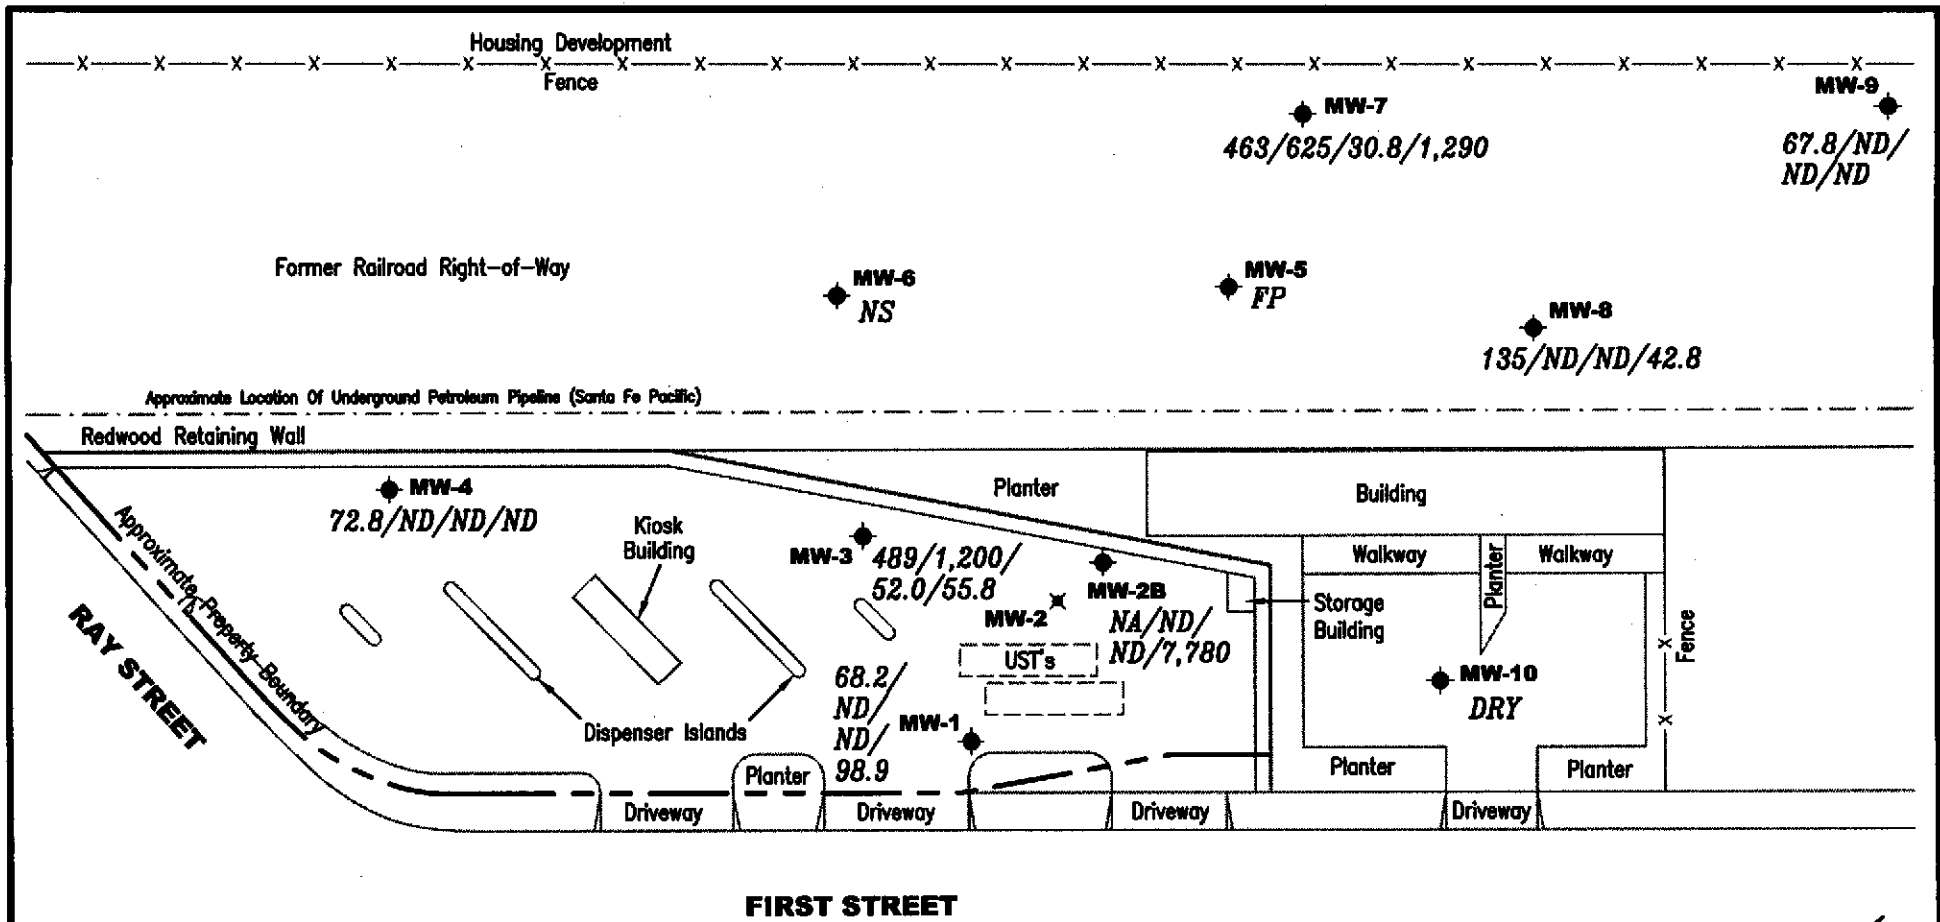 Housing Development
X X X X X X X X X X X X X X X X X X X X X X X X
Fence
MW-9
MW-7
463/625/30.8/1,290
67.8/ND/
ND/ND
Former Railroad Right-of-Way
MW-6
NS
MW-5
FP
MW-8
135/ND/ND/42.8
Approximate Location Of Underground Petroleum Pipeline (Santa Fe Pacific)
Redwood Retaining Wall
MW-4
72.8/ND/ND/ND
Kiosk
Building
Planter
Building
MW-3
489/1,200/
52.0/55.8
Walkway
Planter
Walkway
MW-2B
MW-2
NA/ND/
ND/7,780
Storage
Building
Approximate Property Boundary
RAY STREET
UST's
68.2/
ND/
ND/
98.9
MW-1
MW-10
DRY
X
Fence
X
Dispenser Islands
Planter
Planter
Planter
Driveway
Driveway
Driveway
Driveway
FIRST STREET